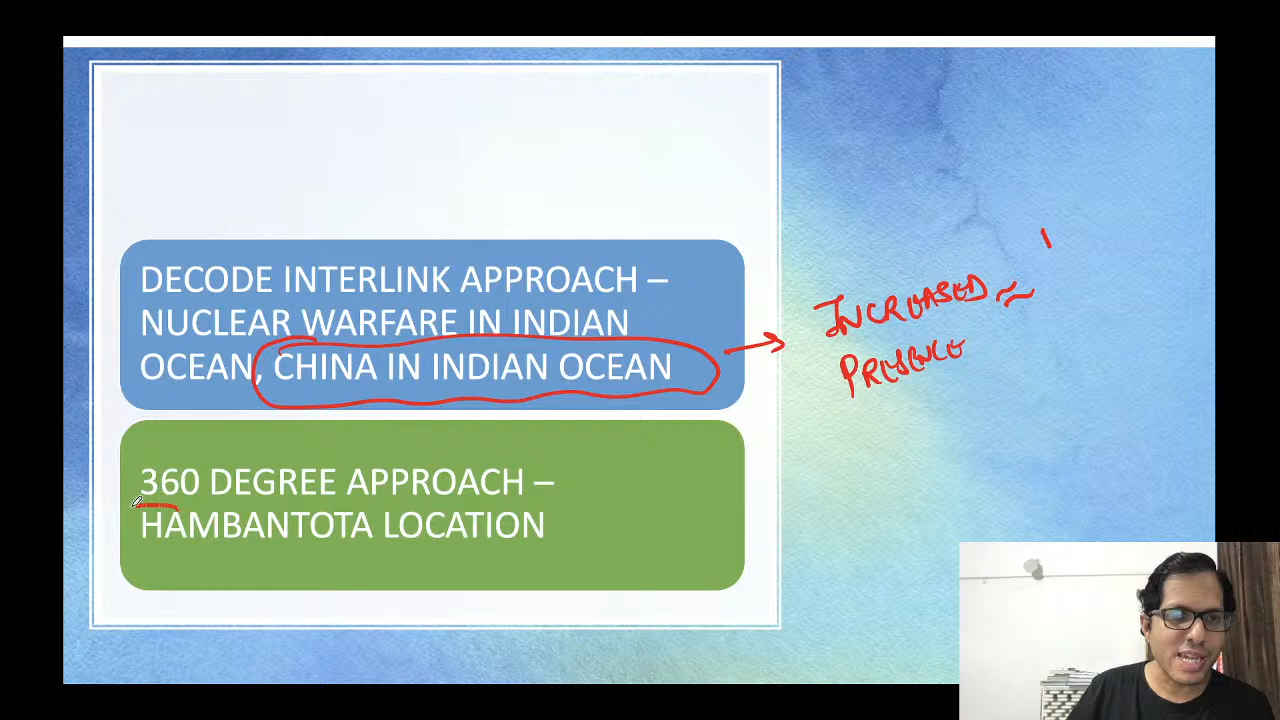 DECODE INTERLINK APPROACH –
NUCLEAR WARFARE IN INDIAN
OCEAN, CHINA IN INDIAN OCEAN
INCREASED
PRESENCE
360 DEGREE APPROACH –
HAMBANTOTA LOCATION